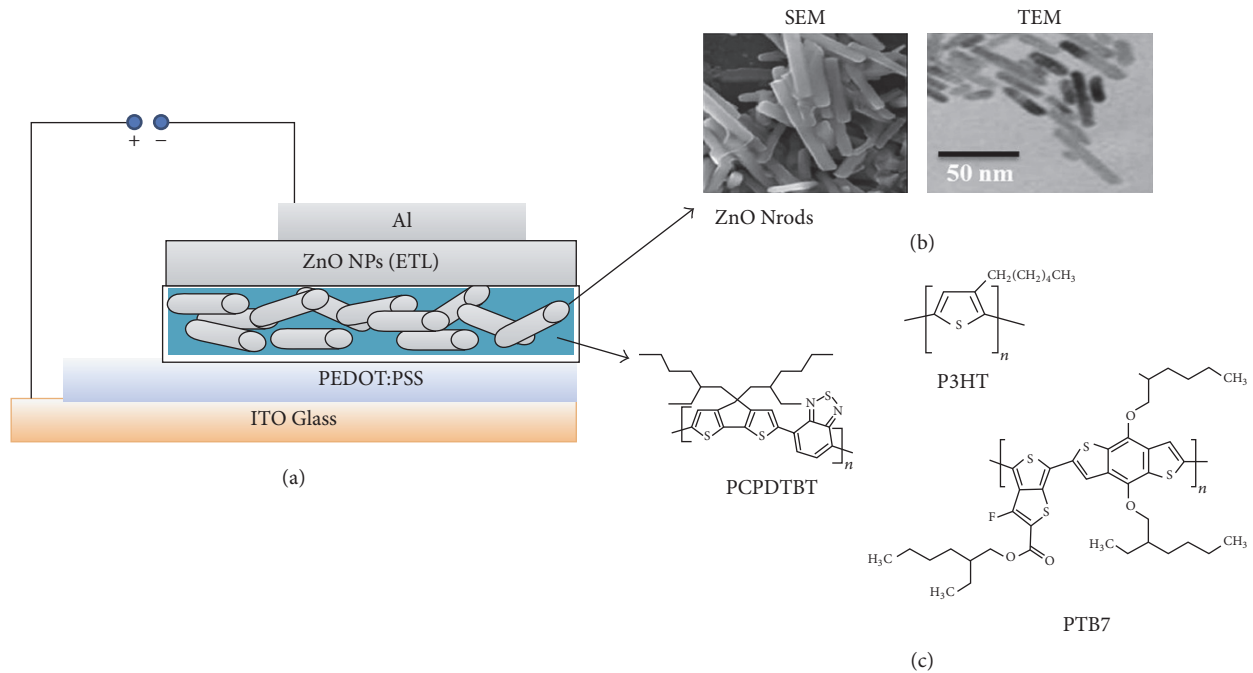 SEM
TEM
50 nm
ZnO Nrods
(b)
+ −
Al
ZnO NPs (ETL)
PEDOT:PSS
ITO Glass
(a)
CH₂(CH₂)₄CH₃
S
n
P3HT
S
N
N
S
S
n
PCPDTBT
CH₃
O
S
S
S
S
n
F
O
O
O
H₃C
CH₃
H₃C
H₃C
CH₃
PTB7
(c)